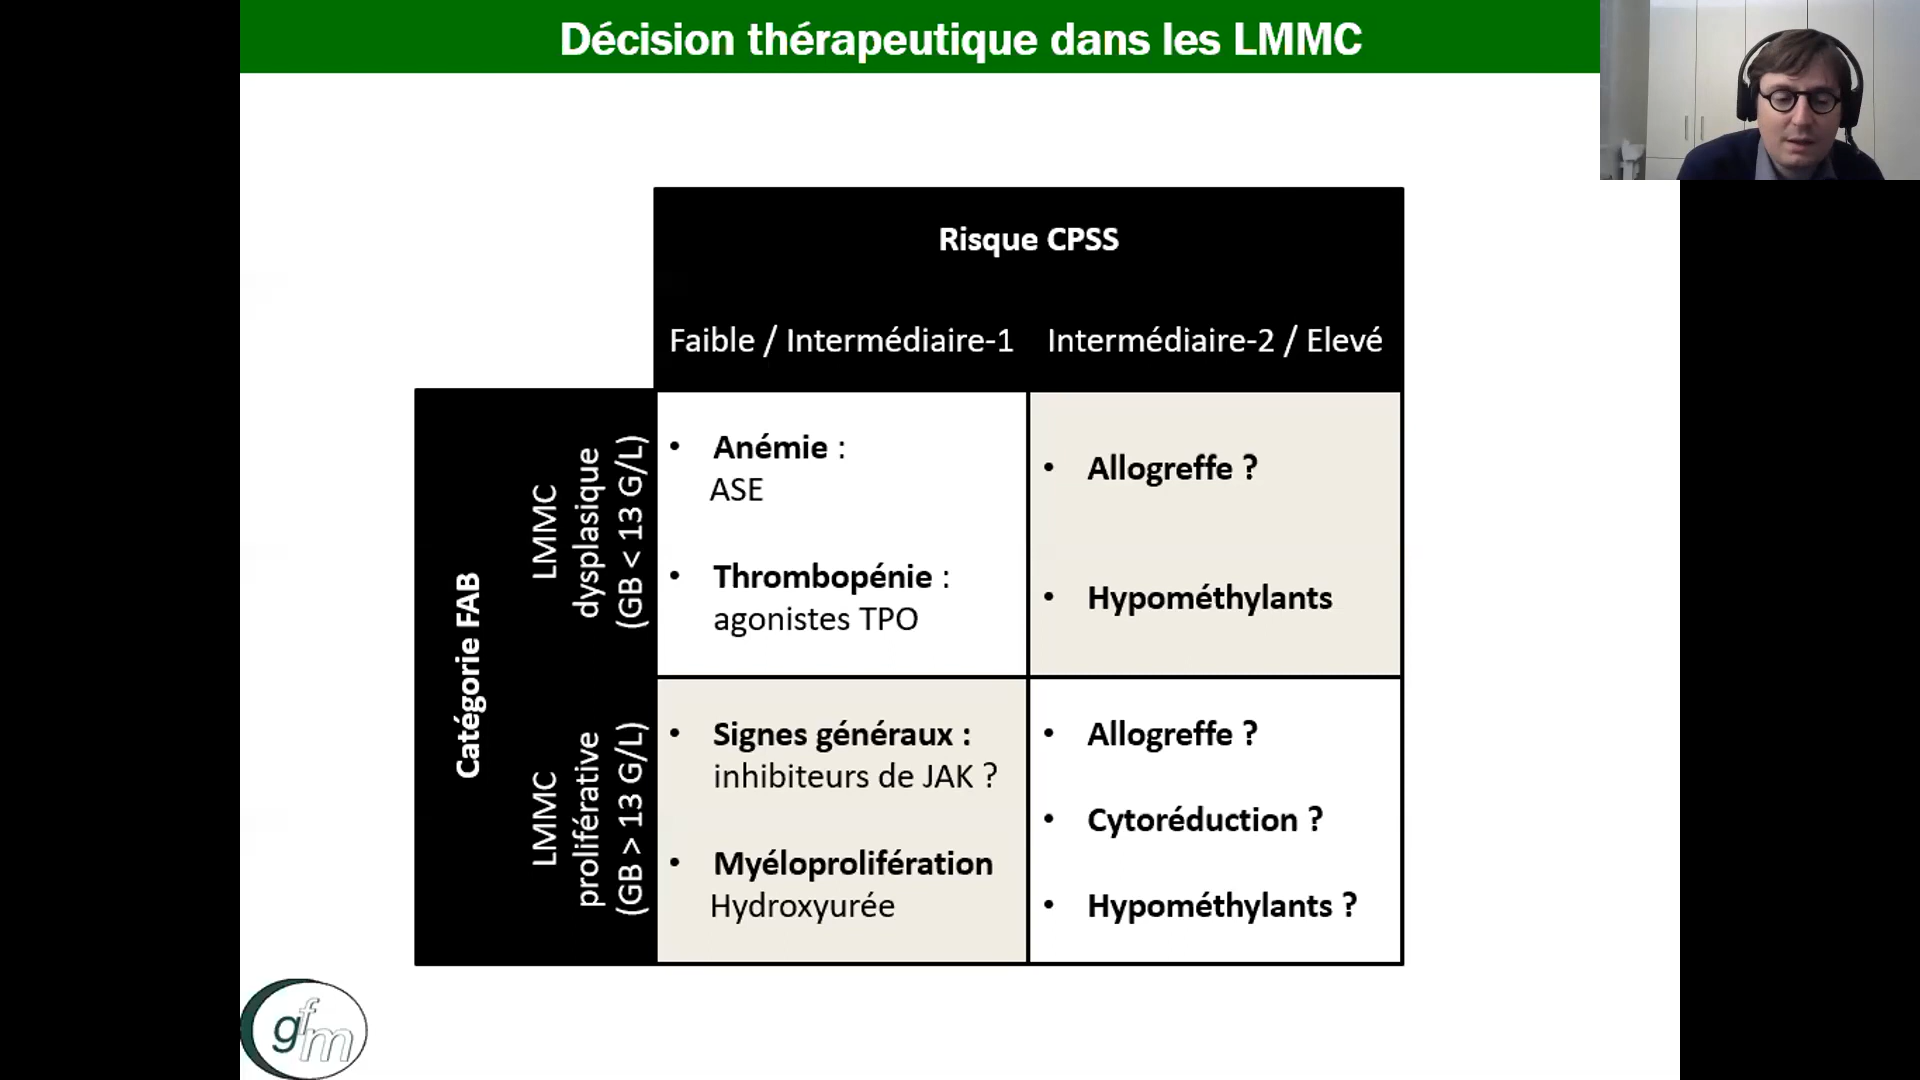 Décision thérapeutique dans les LMMC
Risque CPSS
Faible / Intermédiaire-1
Intermédiaire-2 / Elevé
Catégorie FAB
LMMC
dysplasique
(GB < 13 G/L)
• Anémie :
ASE
• Thrombopénie :
agonistes TPO
• Allogreffe ?
• Hypométhylants
LMMC
proliférative
(GB > 13 G/L)
• Signes généraux :
inhibiteurs de JAK ?
• Myéloprolifération
Hydroxyurée
• Allogreffe ?
• Cytoréduction ?
• Hypométhylants ?
gfm